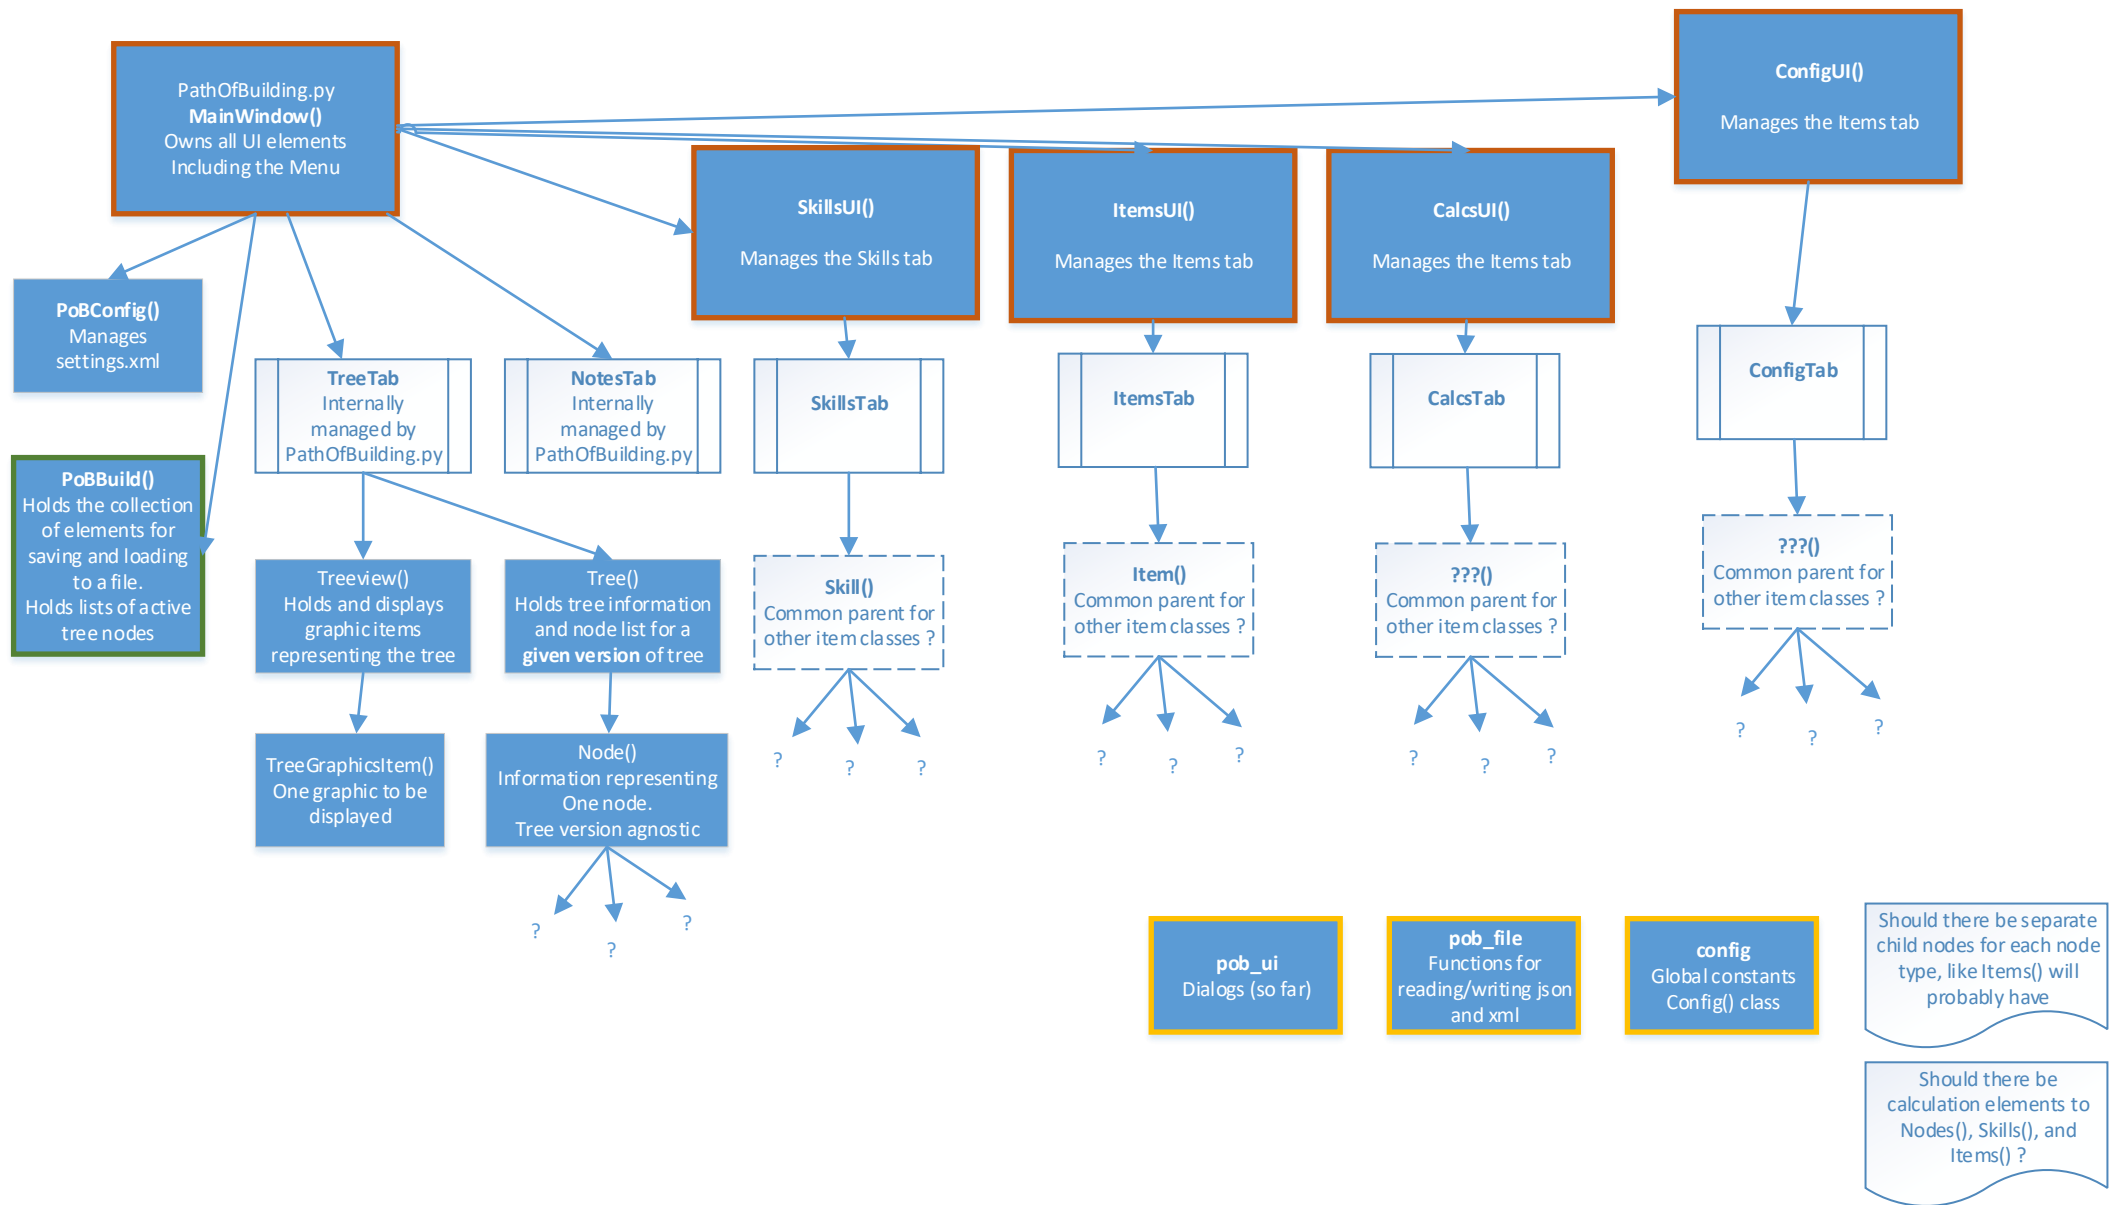 PathOfBuilding.py
MainWindow()
Owns all UI elements
Including the Menu
ConfigUI()
Manages the Items tab
SkillsUI()
Manages the Skills tab
ItemsUI()
Manages the Items tab
CalcsUI()
Manages the Items tab
PoBConfig()
Manages
settings.xml
TreeTab
Internally
managed by
PathOfBuilding.py
NotesTab
Internally
managed by
PathOfBuilding.py
SkillsTab
ItemsTab
CalcsTab
ConfigTab
PoBBuild()
Holds the collection
of elements for
saving and loading
to a file.
Holds lists of active
tree nodes
Treeview()
Holds and displays
graphic items
representing the tree
Tree()
Holds tree information
and node list for a
given version of tree
Skill()
Common parent for
other item classes ?
Item()
Common parent for
other item classes ?
???()
Common parent for
other item classes ?
???()
Common parent for
other item classes ?
? ? ?
? ? ?
? ? ?
? ? ?
TreeGraphicsItem()
One graphic to be
displayed
Node()
Information representing
One node.
Tree version agnostic
? ? ?
pob_ui
Dialogs (so far)
pob_file
Functions for
reading/writing json
and xml
config
Global constants
Config() class
Should there be separate
child nodes for each node
type, like Items() will
probably have
Should there be
calculation elements to
Nodes(), Skills(), and
Items() ?